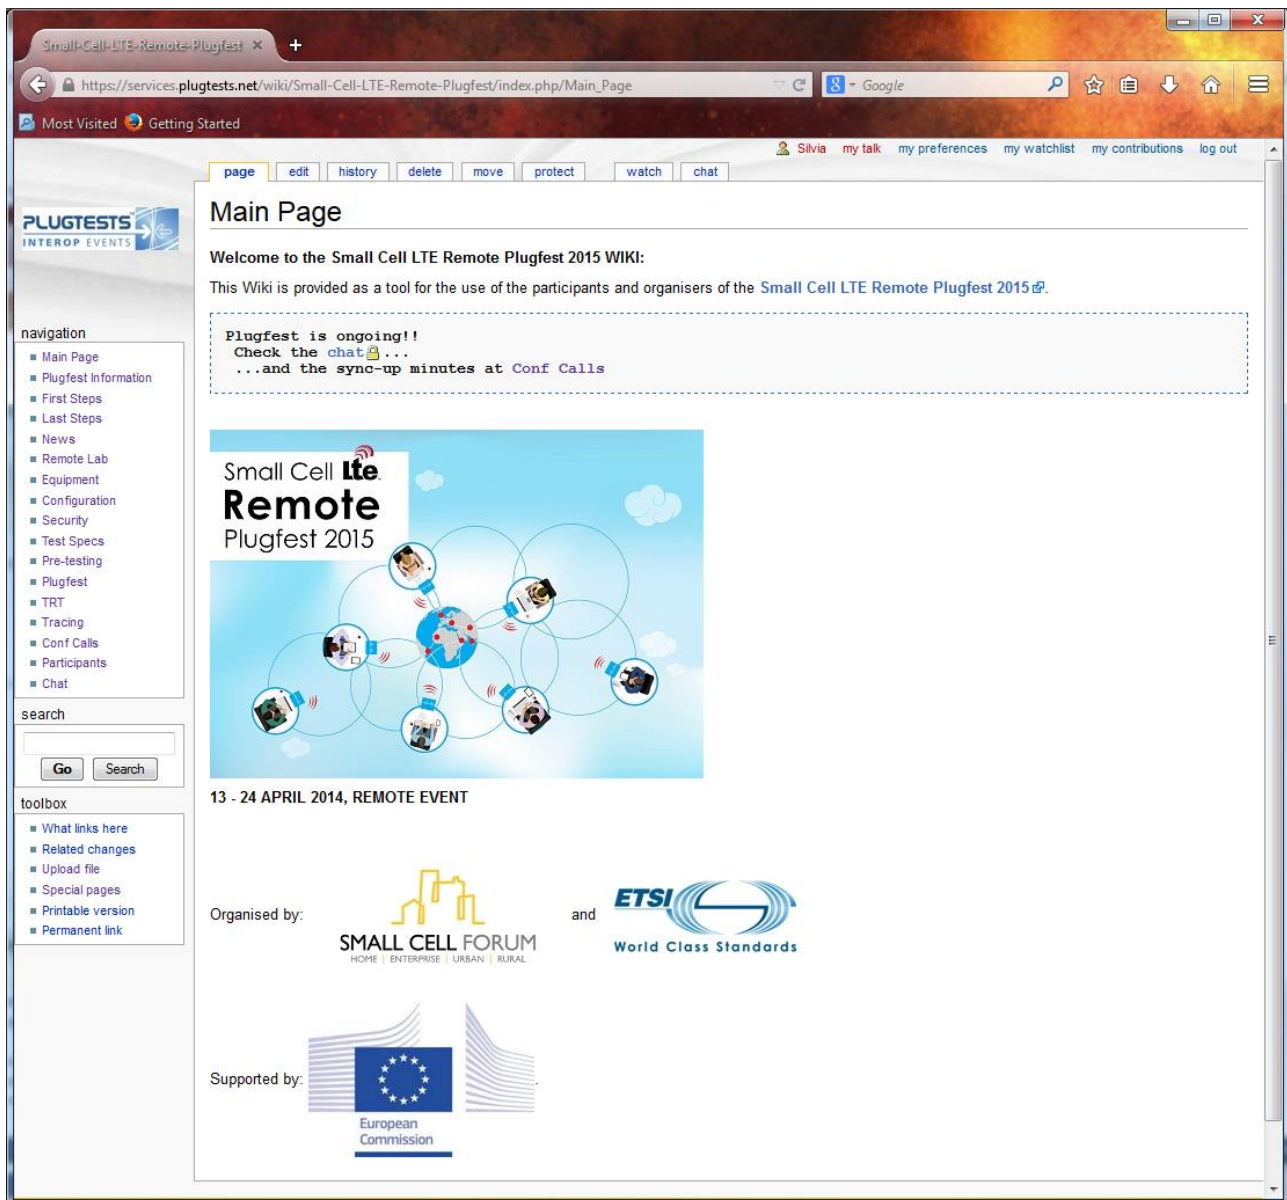 Small-Cell-LTE-Remote-Plugfest
https://services.plugtests.net/wiki/Small-Cell-LTE-Remote-Plugfest/index.php/Main_Page
Google
Most Visited Getting Started
Silvia my talk my preferences my watchlist my contributions log out
page edit history delete move protect watch chat
PLUGTESTS
INTEROP EVENTS
Main Page
Welcome to the Small Cell LTE Remote Plugfest 2015 WIKI:
This Wiki is provided as a tool for the use of the participants and organisers of the Small Cell LTE Remote Plugfest 2015.
Plugfest is ongoing!!
Check the chat...
...and the sync-up minutes at Conf Calls
navigation
Main Page
Plugfest Information
First Steps
Last Steps
News
Remote Lab
Equipment
Configuration
Security
Test Specs
Pre-testing
Plugfest
TRT
Tracing
Conf Calls
Participants
Chat
search
Go Search
toolbox
What links here
Related changes
Upload file
Special pages
Printable version
Permanent link
Small Cell lte
Remote
Plugfest 2015
13 - 24 APRIL 2014, REMOTE EVENT
Organised by:
SMALL CELL FORUM
HOME | ENTERPRISE | URBAN | RURAL
and
ETSI
World Class Standards
Supported by:
European
Commission
.